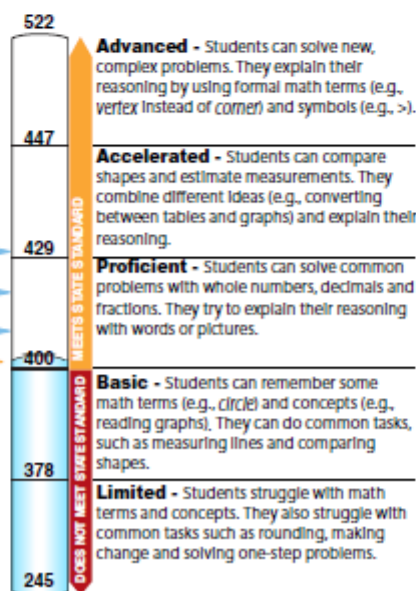 522
Advanced - Students can solve new,
complex problems. They explain their
reasoning by using formal math terms (e.g.,
vertex instead of corner) and symbols (e.g., >).
447
Accelerated - Students can compare
shapes and estimate measurements. They
combine different ideas (e.g., converting
between tables and graphs) and explain their
reasoning.
429
Proficient - Students can solve common
problems with whole numbers, decimals and
fractions. They try to explain their reasoning
with words or pictures.
MEETS STATE STANDARD
400
Basic - Students can remember some
math terms (e.g., circle) and concepts (e.g.,
reading graphs), They can do common tasks,
such as measuring lines and comparing
shapes.
378
Limited - Students struggle with math
terms and concepts. They also struggle with
common tasks such as rounding, making
change and solving one-step problems.
DOES NOT MEET STATE STANDARD
245